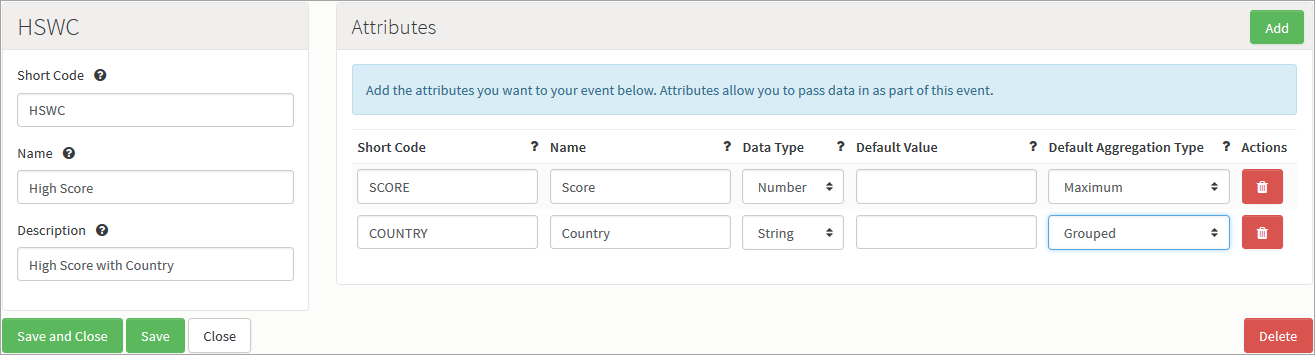 HSWC
Short Code ?
HSWC
Name ?
High Score
Description ?
High Score with Country
Attributes
Add
Add the attributes you want to your event below. Attributes allow you to pass data in as part of this event.
Short Code ? Name ? Data Type ? Default Value ? Default Aggregation Type ? Actions
SCORE Score Number Maximum
COUNTRY Country String Grouped
Save and Close Save Close Delete